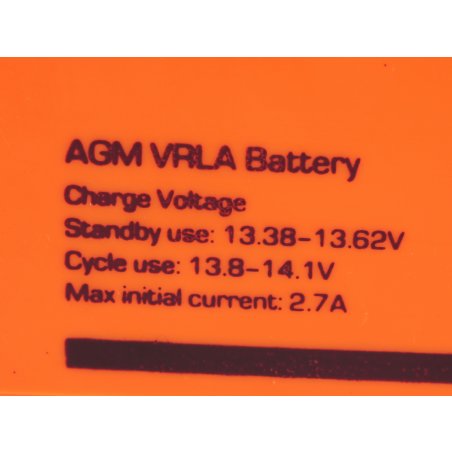 AGM VRLA Battery
Charge Voltage
Standby use: 13.38-13.62V
Cycle use: 13.8-14.1V
Max initial current: 2.7A